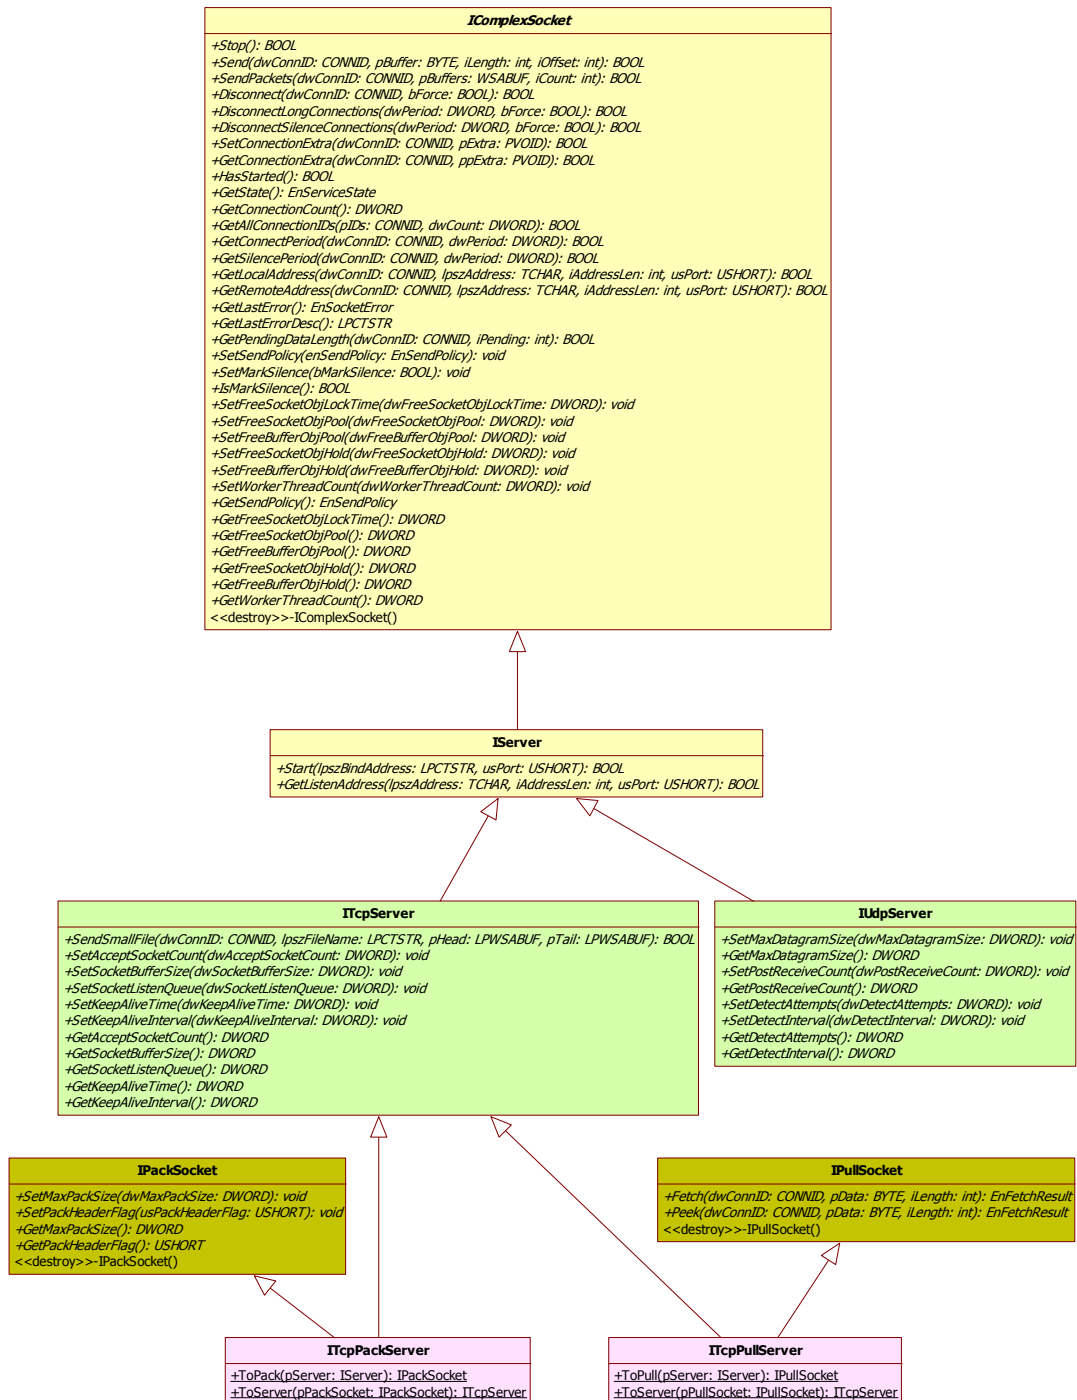 IComplexSocket
+Stop(): BOOL
+Send(dwConnID: CONNID, pBuffer: BYTE, iLength: int, iOffset: int): BOOL
+SendPackets(dwConnID: CONNID, pBuffers: WSABUF, iCount: int): BOOL
+Disconnect(dwConnID: CONNID, bForce: BOOL): BOOL
+DisconnectLongConnections(dwPeriod: DWORD, bForce: BOOL): BOOL
+DisconnectSilenceConnections(dwPeriod: DWORD, bForce: BOOL): BOOL
+SetConnectionExtra(dwConnID: CONNID, pExtra: PVOID): BOOL
+GetConnectionExtra(dwConnID: CONNID, ppExtra: PVOID): BOOL
+HasStarted(): BOOL
+GetState(): EnServiceState
+GetConnectionCount(): DWORD
+GetAllConnectionIDs(pIDs: CONNID, dwCount: DWORD): BOOL
+GetConnectPeriod(dwConnID: CONNID, dwPeriod: DWORD): BOOL
+GetSilencePeriod(dwConnID: CONNID, dwPeriod: DWORD): BOOL
+GetLocalAddress(dwConnID: CONNID, lpszAddress: TCHAR, iAddressLen: int, usPort: USHORT): BOOL
+GetRemoteAddress(dwConnID: CONNID, lpszAddress: TCHAR, iAddressLen: int, usPort: USHORT): BOOL
+GetLastError(): EnSocketError
+GetLastErrorDesc(): LPCTSTR
+GetPendingDataLength(dwConnID: CONNID, iPending: int): BOOL
+SetSendPolicy(enSendPolicy: EnSendPolicy): void
+SetMarkSilence(bMarkSilence: BOOL): void
+IsMarkSilence(): BOOL
+SetFreeSocketObjLockTime(dwFreeSocketObjLockTime: DWORD): void
+SetFreeSocketObjPool(dwFreeSocketObjPool: DWORD): void
+SetFreeBufferObjPool(dwFreeBufferObjPool: DWORD): void
+SetFreeSocketObjHold(dwFreeSocketObjHold: DWORD): void
+SetFreeBufferObjHold(dwFreeBufferObjHold: DWORD): void
+SetWorkerThreadCount(dwWorkerThreadCount: DWORD): void
+GetSendPolicy(): EnSendPolicy
+GetFreeSocketObjLockTime(): DWORD
+GetFreeSocketObjPool(): DWORD
+GetFreeBufferObjPool(): DWORD
+GetFreeSocketObjHold(): DWORD
+GetFreeBufferObjHold(): DWORD
+GetWorkerThreadCount(): DWORD
<<destroy>>-IComplexSocket()
IServer
+Start(lpszBindAddress: LPCTSTR, usPort: USHORT): BOOL
+GetListenAddress(lpszAddress: TCHAR, iAddressLen: int, usPort: USHORT): BOOL
ITcpServer
+SendSmallFile(dwConnID: CONNID, lpszFileName: LPCTSTR, pHead: LPWSABUF, pTail: LPWSABUF): BOOL
+SetAcceptSocketCount(dwAcceptSocketCount: DWORD): void
+SetSocketBufferSize(dwSocketBufferSize: DWORD): void
+SetSocketListenQueue(dwSocketListenQueue: DWORD): void
+SetKeepAliveTime(dwKeepAliveTime: DWORD): void
+SetKeepAliveInterval(dwKeepAliveInterval: DWORD): void
+GetAcceptSocketCount(): DWORD
+GetSocketBufferSize(): DWORD
+GetSocketListenQueue(): DWORD
+GetKeepAliveTime(): DWORD
+GetKeepAliveInterval(): DWORD
IUdpServer
+SetMaxDatagramSize(dwMaxDatagramSize: DWORD): void
+GetMaxDatagramSize(): DWORD
+SetPostReceiveCount(dwPostReceiveCount: DWORD): void
+GetPostReceiveCount(): DWORD
+SetDetectAttempts(dwDetectAttempts: DWORD): void
+SetDetectInterval(dwDetectInterval: DWORD): void
+GetDetectAttempts(): DWORD
+GetDetectInterval(): DWORD
IPackSocket
+SetMaxPackSize(dwMaxPackSize: DWORD): void
+SetPackHeaderFlag(usPackHeaderFlag: USHORT): void
+GetMaxPackSize(): DWORD
+GetPackHeaderFlag(): USHORT
<<destroy>>-IPackSocket()
IPullSocket
+Fetch(dwConnID: CONNID, pData: BYTE, iLength: int): EnFetchResult
+Peek(dwConnID: CONNID, pData: BYTE, iLength: int): EnFetchResult
<<destroy>>-IPullSocket()
ITcpPackServer
+ToPack(pServer: IServer): IPackSocket
+ToServer(pPackSocket: IPackSocket): ITcpServer
ITcpPullServer
+ToPull(pServer: IServer): IPullSocket
+ToServer(pPullSocket: IPullSocket): ITcpServer